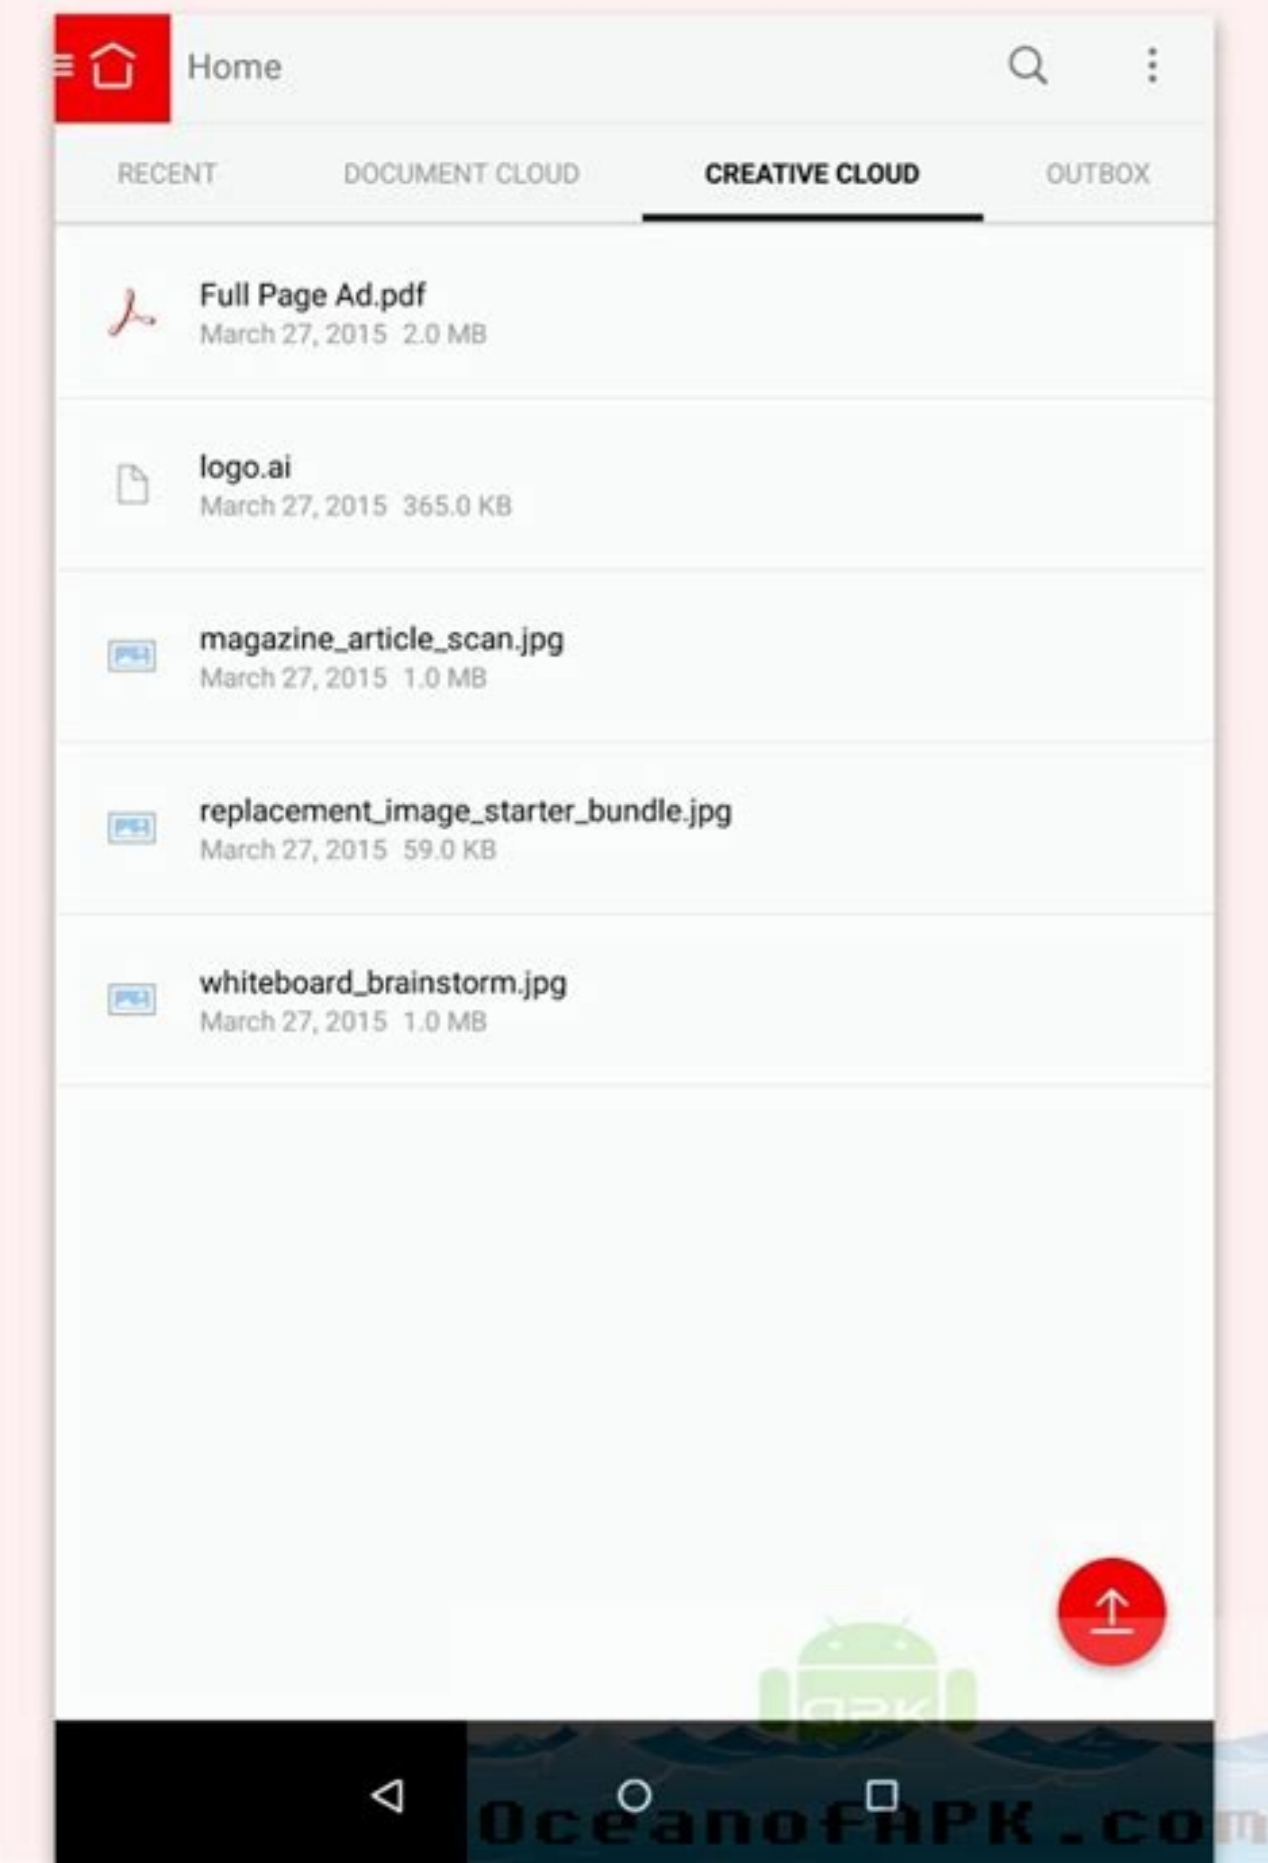 Home
RECENT DOCUMENT CLOUD CREATIVE CLOUD OUTBOX
Full Page Ad.pdf
March 27, 2015 2.0 MB
logo.ai
March 27, 2015 365.0 KB
magazine_article_scan.jpg
March 27, 2015 1.0 MB
replacement_image_starter_bundle.jpg
March 27, 2015 59.0 KB
whiteboard_brainstorm.jpg
March 27, 2015 1.0 MB
APK
OceanofAPK.com